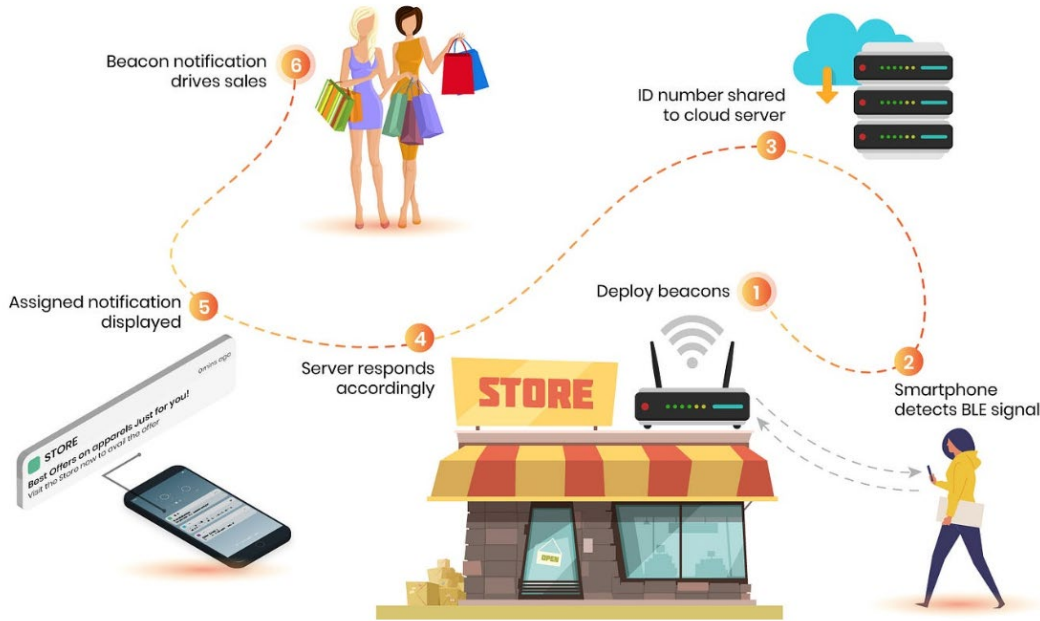 1
Deploy beacons
2
Smartphone
detects BLE signal
3
ID number shared
to cloud server
4
Server responds
accordingly
5
Assigned notification
displayed
6
Beacon notification
drives sales
STORE
OPEN
0mins ago
STORE
Best Offers on apparels Just for you!
Visit the Store now to avail the offer